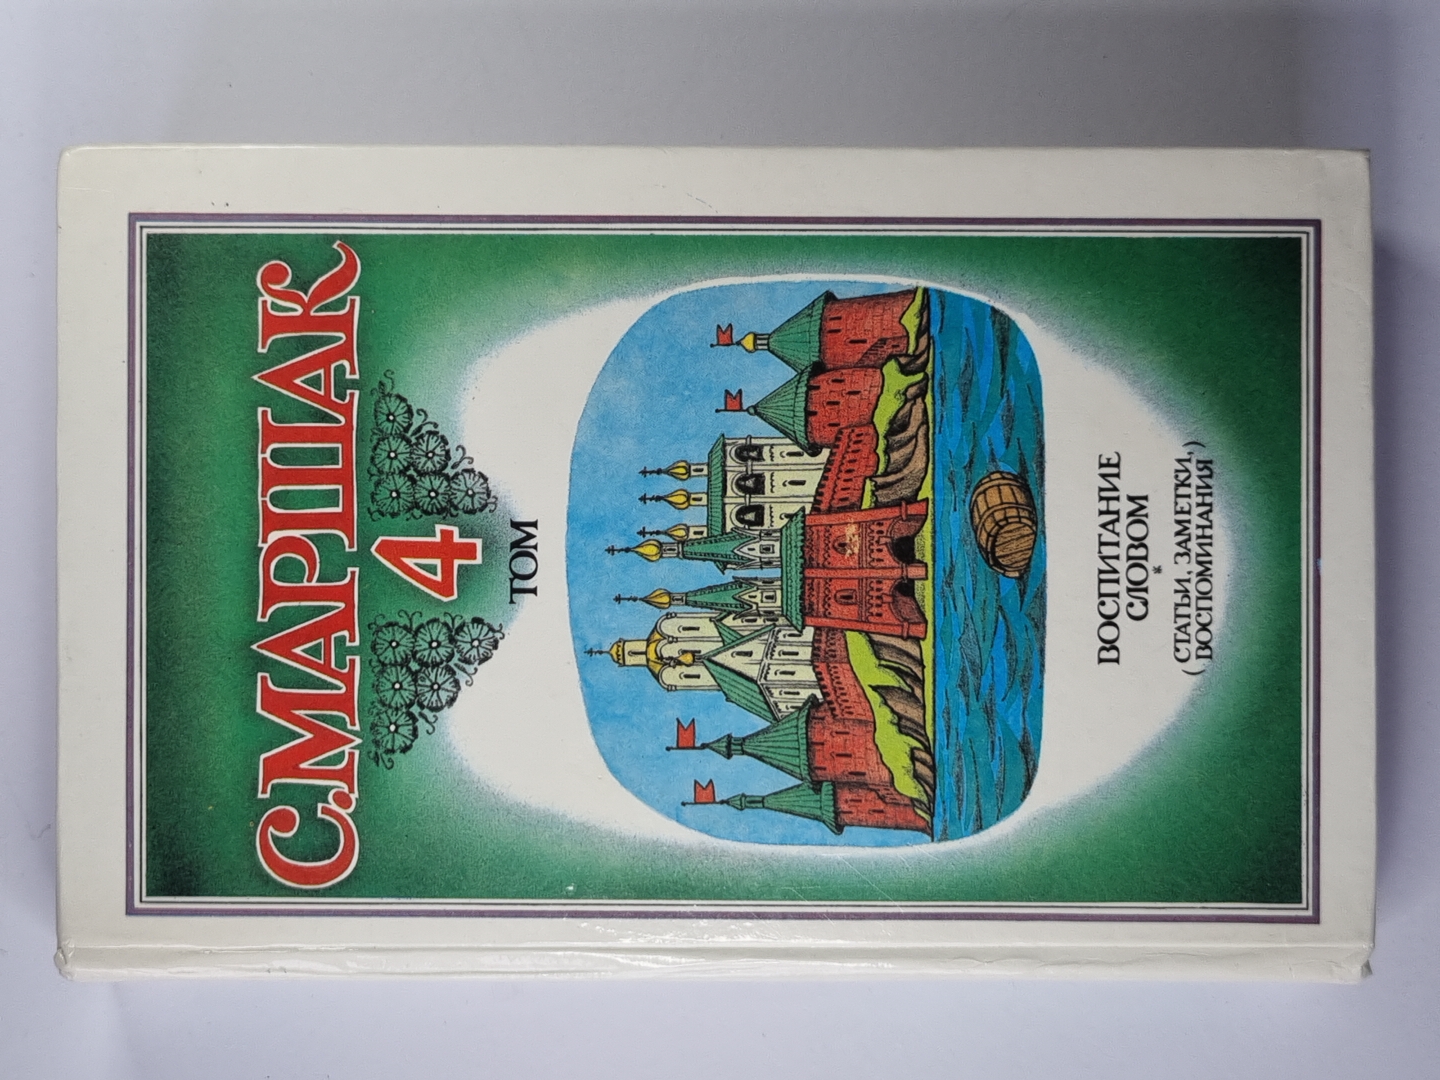 С. МАРШАК
4
ТОМ
ВОСПИТАНИЕ
СЛОВОМ
*
(СТАТЬИ, ЗАМЕТКИ,
ВОСПОМИНАНИЯ)